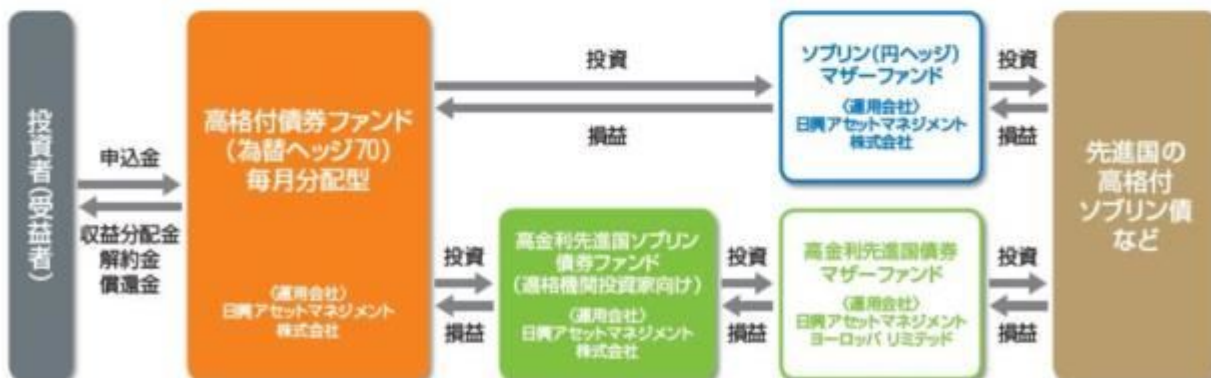 投資者(受益者)
申込金
収益分配金
解約金
償還金
高格付債券ファンド
(為替ヘッジ70)
毎月分配型
〈運用会社〉
日興アセットマネジメント
株式会社
投資
損益
ソブリン(円ヘッジ)
マザーファンド
〈運用会社〉
日興アセットマネジメント
株式会社
投資
損益
投資
損益
高金利先進国ソブリン
債券ファンド
(適格機関投資家向け)
〈運用会社〉
日興アセットマネジメント
株式会社
投資
損益
高金利先進国債券
マザーファンド
〈運用会社〉
日興アセットマネジメント
ヨーロッパ リミテッド
投資
損益
先進国の
高格付
ソブリン債
など